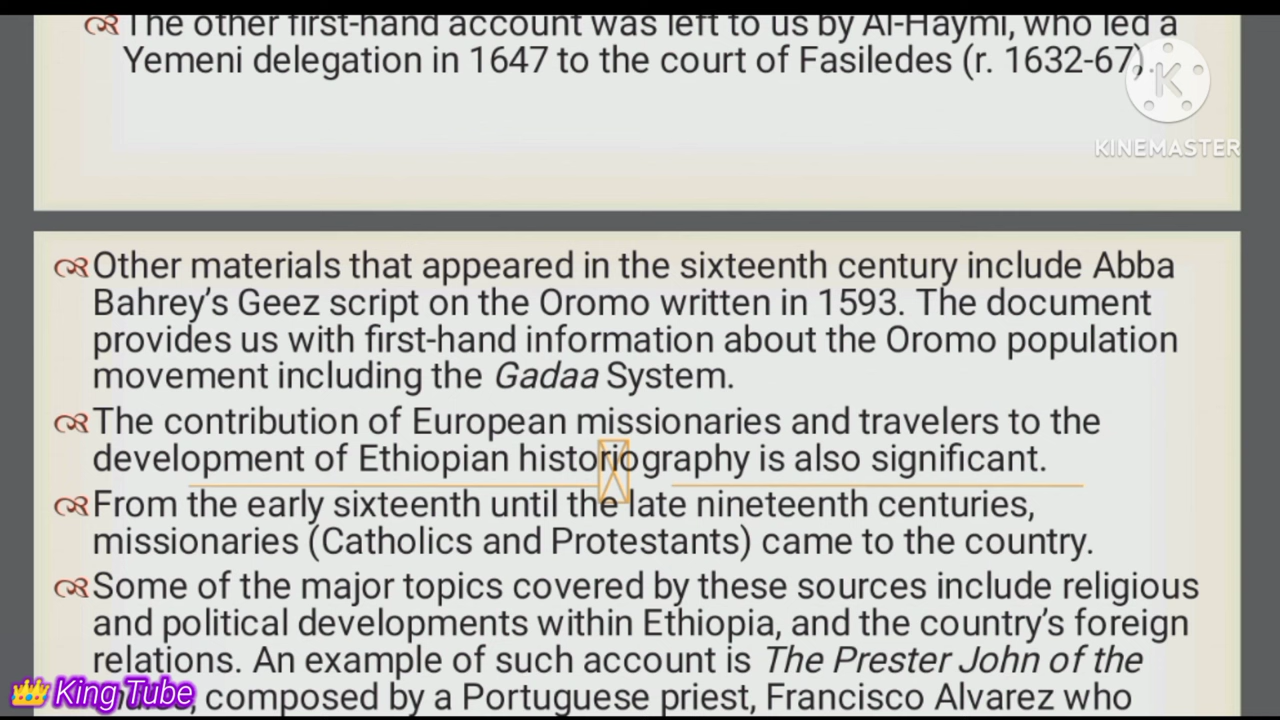 The other first-hand account was left to us by Al-Haymi, who led a
Yemeni delegation in 1647 to the court of Fasiledes (r. 1632-67).
K
KINEMASTER
Other materials that appeared in the sixteenth century include Abba
Bahrey's Geez script on the Oromo written in 1593. The document
provides us with first-hand information about the Oromo population
movement including the Gadaa System.
The contribution of European missionaries and travelers to the
development of Ethiopian historiography is also significant.
From the early sixteenth until the late nineteenth centuries,
missionaries (Catholics and Protestants) came to the country.
Some of the major topics covered by these sources include religious
and political developments within Ethiopia, and the country's foreign
relations. An example of such account is The Prester John of the
composed by a Portuguese priest, Francisco Alvarez who
King Tube